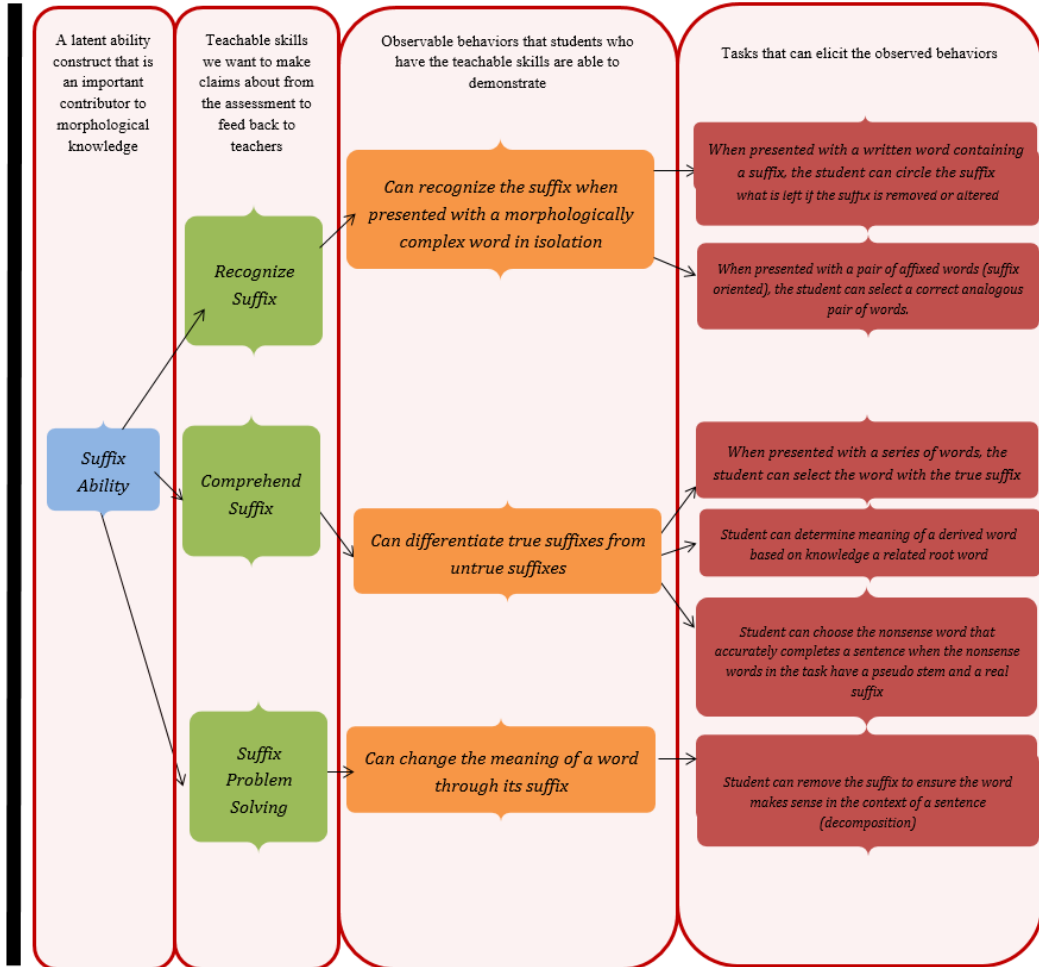 A latent ability
construct that is
an important
contributor to
morphological
knowledge
Teachable skills
we want to make
claims about from
the assessment to
feed back to
teachers
Observable behaviors that students who
have the teachable skills are able to
demonstrate
Tasks that can elicit the observed behaviors
Suffix
Ability
Recognize
Suffix
Comprehend
Suffix
Suffix
Problem
Solving
Can recognize the suffix when
presented with a morphologically
complex word in isolation
Can differentiate true suffixes from
untrue suffixes
Can change the meaning of a word
through its suffix
When presented with a written word containing
a suffix, the student can circle the suffix
what is left if the suffix is removed or altered
When presented with a pair of affixed words (suffix
oriented), the student can select a correct analogous
pair of words.
When presented with a series of words, the
student can select the word with the true suffix
Student can determine meaning of a derived word
based on knowledge a related root word
Student can choose the nonsense word that
accurately completes a sentence when the nonsense
words in the task have a pseudo stem and a real
suffix
Student can remove the suffix to ensure the word
makes sense in the context of a sentence
(decomposition)